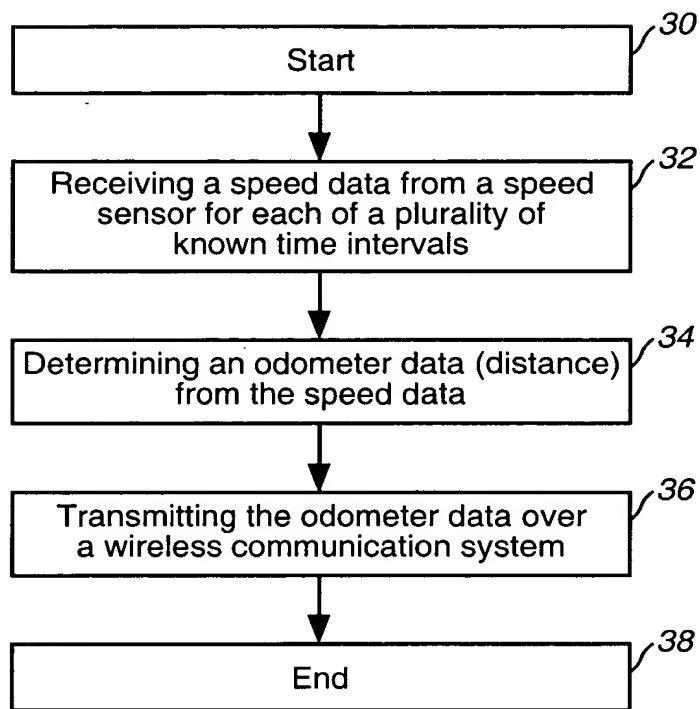 30
Start
32
Receiving a speed data from a speed
sensor for each of a plurality of
known time intervals
34
Determining an odometer data (distance)
from the speed data
36
Transmitting the odometer data over
a wireless communication system
38
End